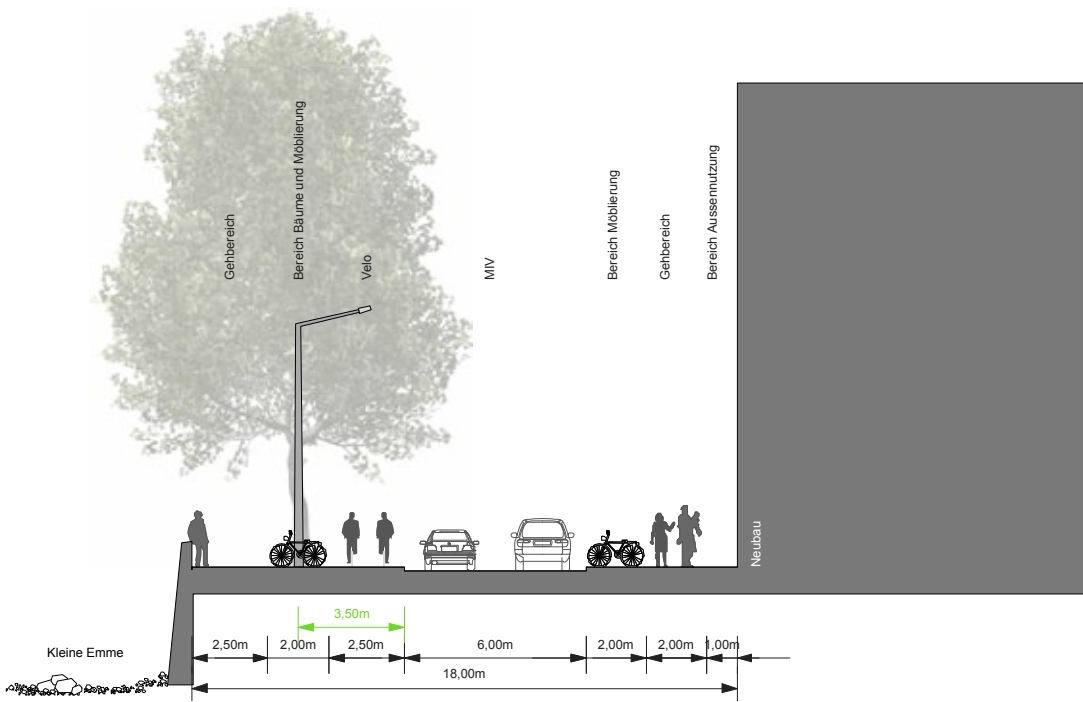 Gehbereich
Bereich Bäume und Möblierung
Velo
MIV
Bereich Möblierung
Gehbereich
Bereich Aussennutzung
Neubau
Kleine Emme
3,50m
2,50m
2,00m
2,50m
6,00m
2,00m
2,00m
1,00m
18,00m